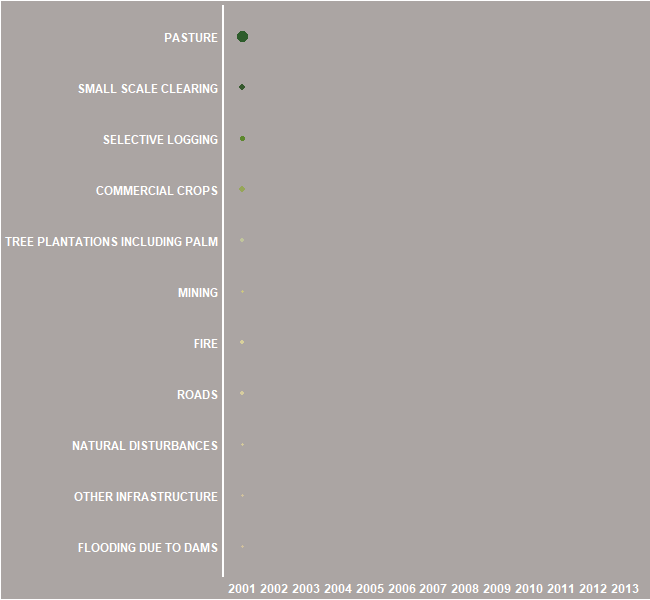 PASTURE
SMALL SCALE CLEARING
SELECTIVE LOGGING
COMMERCIAL CROPS
TREE PLANTATIONS INCLUDING PALM
MINING
FIRE
ROADS
NATURAL DISTURBANCES
OTHER INFRASTRUCTURE
FLOODING DUE TO DAMS
2001 2002 2003 2004 2005 2006 2007 2008 2009 2010 2011 2012 2013